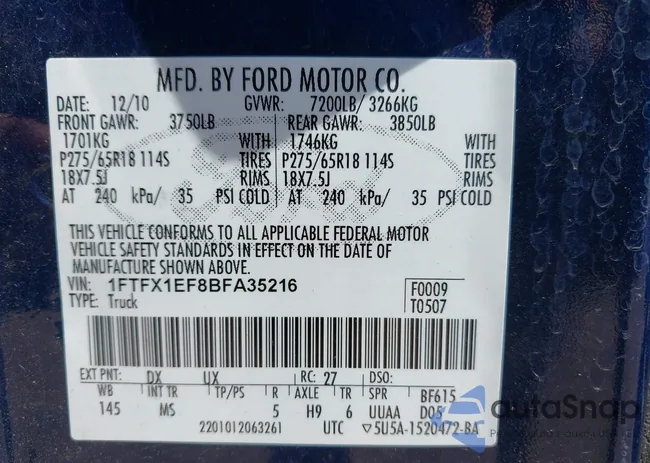 MFD. BY FORD MOTOR CO.
DATE: 12/10 GVWR: 7200LB/ 3266KG
FRONT GAWR: 3750LB REAR GAWR: 3850LB
1701KG WITH 1746KG WITH
P275/65R18 114S TIRES P275/65R18 114S TIRES
18X7.5J RIMS 18X7.5J RIMS
AT 240 kPa/ 35 PSI COLD AT 240 kPa/ 35 PSI COLD
THIS VEHICLE CONFORMS TO ALL APPLICABLE FEDERAL MOTOR
VEHICLE SAFETY STANDARDS IN EFFECT ON THE DATE OF
MANUFACTURE SHOWN ABOVE.
VIN: 1FTFX1EF8BFA35216 F0009
TYPE: Truck T0507
EXT PNT: DX UX RC: 27 DSO:
WB INT TR TP/PS R AXLE TR SPR BF615
145 MS 5 H9 6 UUAA D05
2201012063261 UTC ▽5U5A-1520472-BA
autoSnap